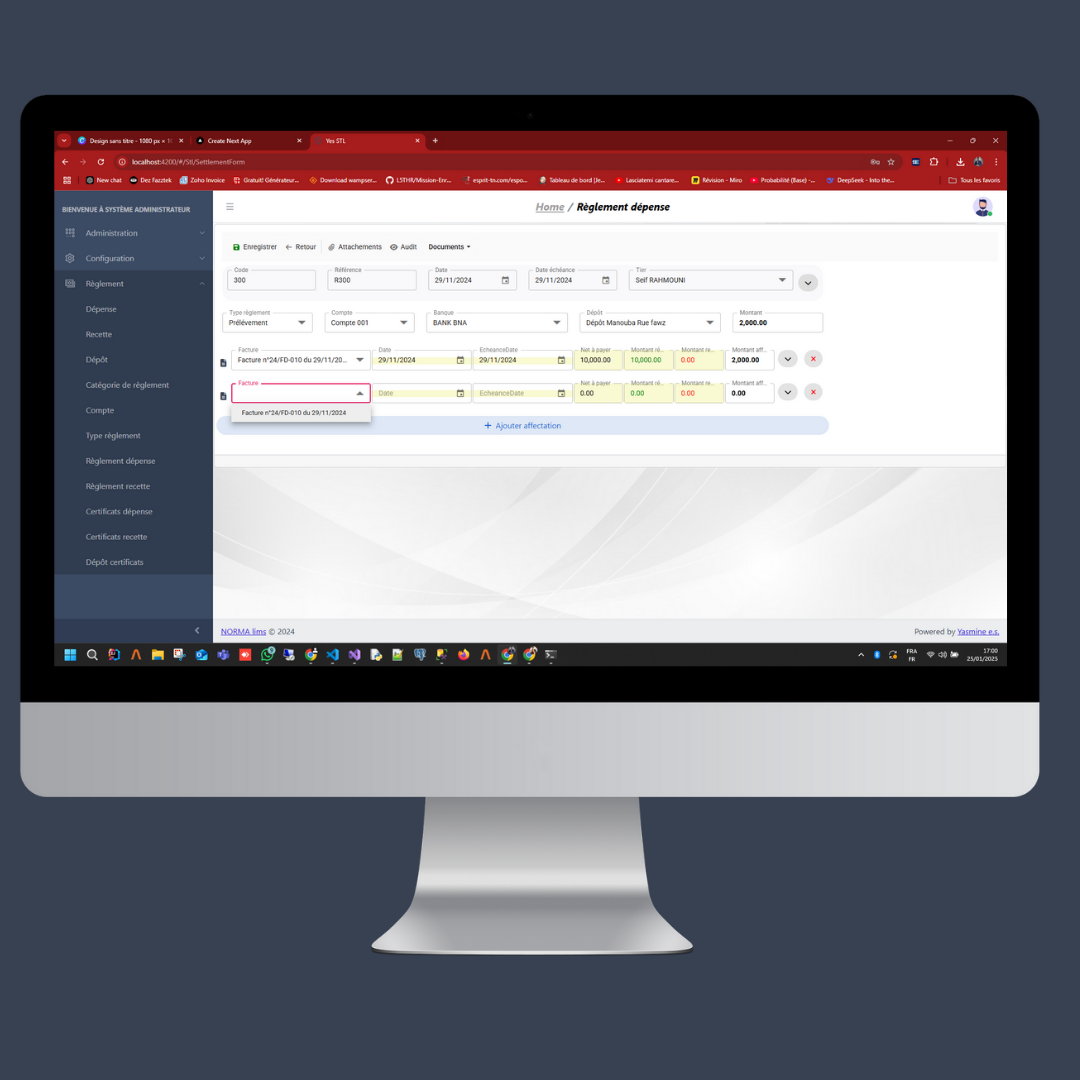 Design sans titre - 1080 px × 10 Create Next App Yes STL
localhost:4200/#/Stl/SettlementForm
New chat Dez Fazztek Zoho Invoice Gratuit! Générateur... Download wampser... L5THR/Mission-Enr... esprit-tn.com/espo... Tableau de bord [Je... Lasciatemi cantare... Révision - Miro Probabilité (Base) -... DeepSeek - Into the... Tous les favoris
BIENVENUE À SYSTÈME ADMINISTRATEUR
Administration
Configuration
Règlement
Dépense
Recette
Dépôt
Catégorie de réglement
Compte
Type réglement
Règlement dépense
Règlement recette
Certificats dépense
Certificats recette
Dépôt certificats
Home / Règlement dépense
Enregistrer Retour Attachements Audit Documents
Code Référence Date Date échéance Tier
300 R300 29/11/2024 29/11/2024 Seif RAHMOUNI
Type règlement Compte Banque Dépôt Montant
Prélévement Compte 001 BANK BNA Dépôt Manouba Rue fawz 2,000.00
Facture Date EcheanceDate Net à payer Montant ré... Montant re... Montant aff...
Facture n°24/FD-010 du 29/11/20... 29/11/2024 29/11/2024 10,000.00 10,000.00 0.00 2,000.00
Facture Net à payer Montant ré... Montant re... Montant aff...
Date EcheanceDate 0.00 0.00 0.00 0.00
Facture n°24/FD-010 du 29/11/2024
+ Ajouter affectation
NORMA lims © 2024 Powered by Yasmine e.s.
FRA
FR
17:00
25/01/2025